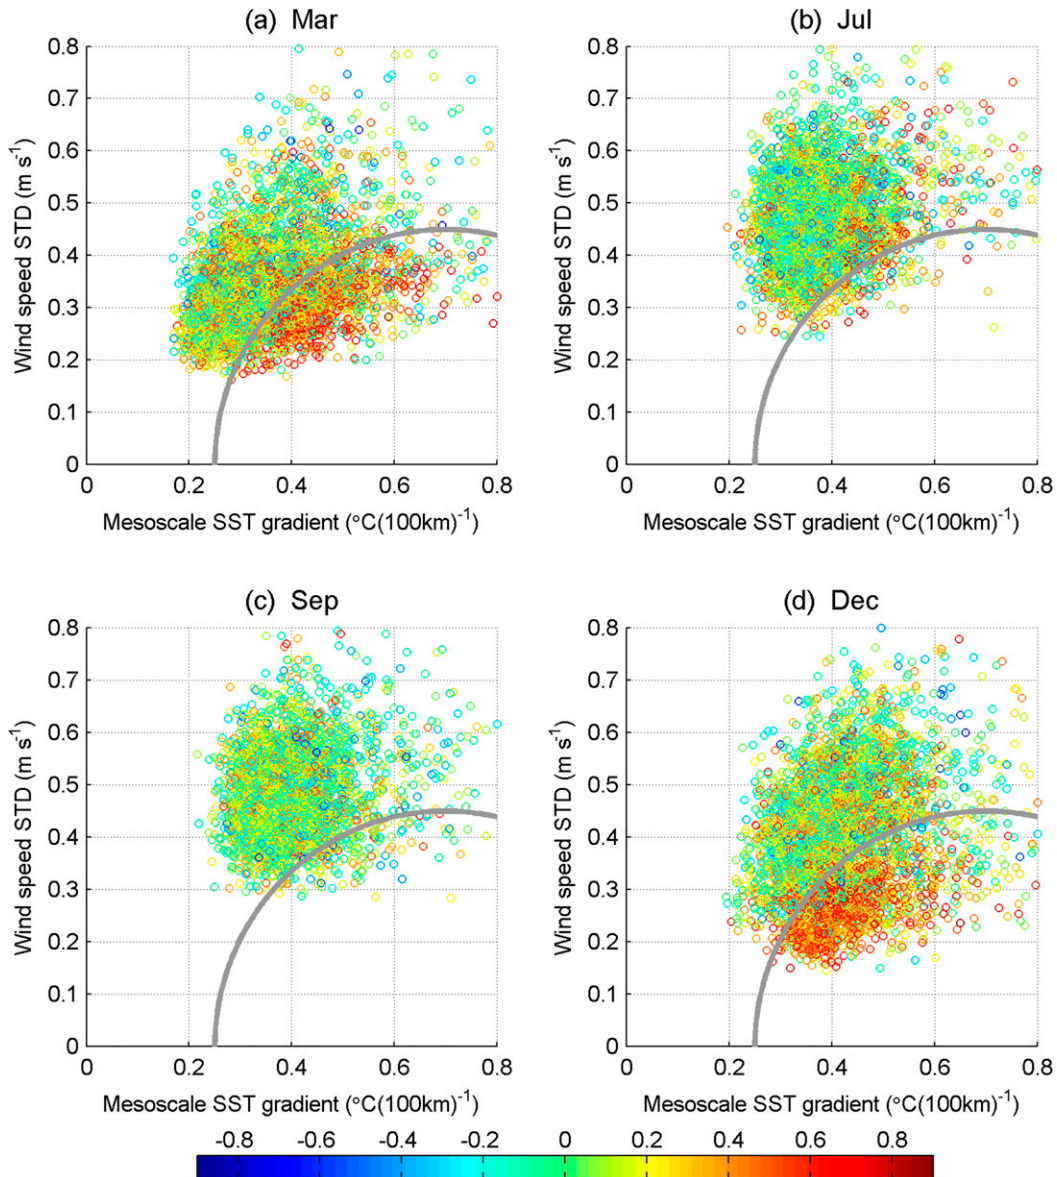 (a) Mar
(b) Jul
0.8
0.7
0.6
0.5
0.4
0.3
0.2
0.1
0
Wind speed STD (m s⁻¹)
0 0.2 0.4 0.6 0.8
Mesoscale SST gradient (°C(100km)⁻¹)
0.8
0.7
0.6
0.5
0.4
0.3
0.2
0.1
0
Wind speed STD (m s⁻¹)
0 0.2 0.4 0.6 0.8
Mesoscale SST gradient (°C(100km)⁻¹)
(c) Sep
(d) Dec
0.8
0.7
0.6
0.5
0.4
0.3
0.2
0.1
0
Wind speed STD (m s⁻¹)
0 0.2 0.4 0.6 0.8
Mesoscale SST gradient (°C(100km)⁻¹)
0.8
0.7
0.6
0.5
0.4
0.3
0.2
0.1
0
Wind speed STD (m s⁻¹)
0 0.2 0.4 0.6 0.8
Mesoscale SST gradient (°C(100km)⁻¹)
-0.8 -0.6 -0.4 -0.2 0 0.2 0.4 0.6 0.8